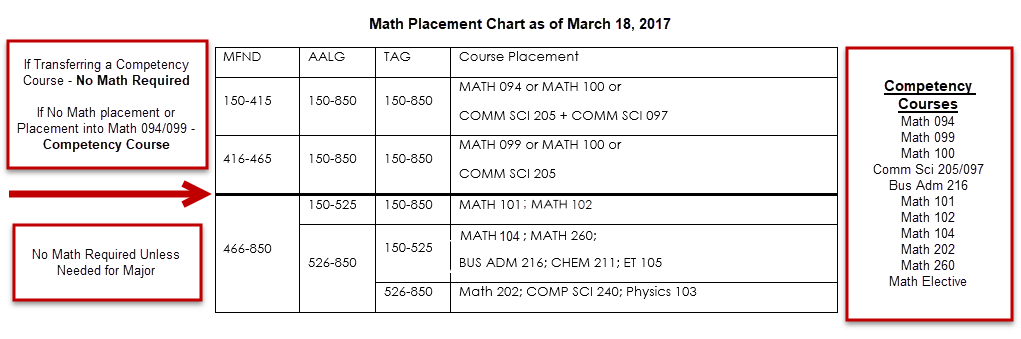 Math Placement Chart as of March 18, 2017
If Transferring a Competency
Course - No Math Required
If No Math placement or
Placement into Math 094/099 -
Competency Course
No Math Required Unless
Needed for Major
MFND AALG TAG Course Placement
150-415 150-850 150-850 MATH 094 or MATH 100 or
COMM SCI 205 + COMM SCI 097
416-465 150-850 150-850 MATH 099 or MATH 100 or
COMM SCI 205
466-850 150-525 150-850 MATH 101; MATH 102
526-850 150-525 MATH 104 ; MATH 260;
BUS ADM 216; CHEM 211; ET 105
526-850 Math 202; COMP SCI 240; Physics 103
Competency
Courses
Math 094
Math 099
Math 100
Comm Sci 205/097
Bus Adm 216
Math 101
Math 102
Math 104
Math 202
Math 260
Math Elective